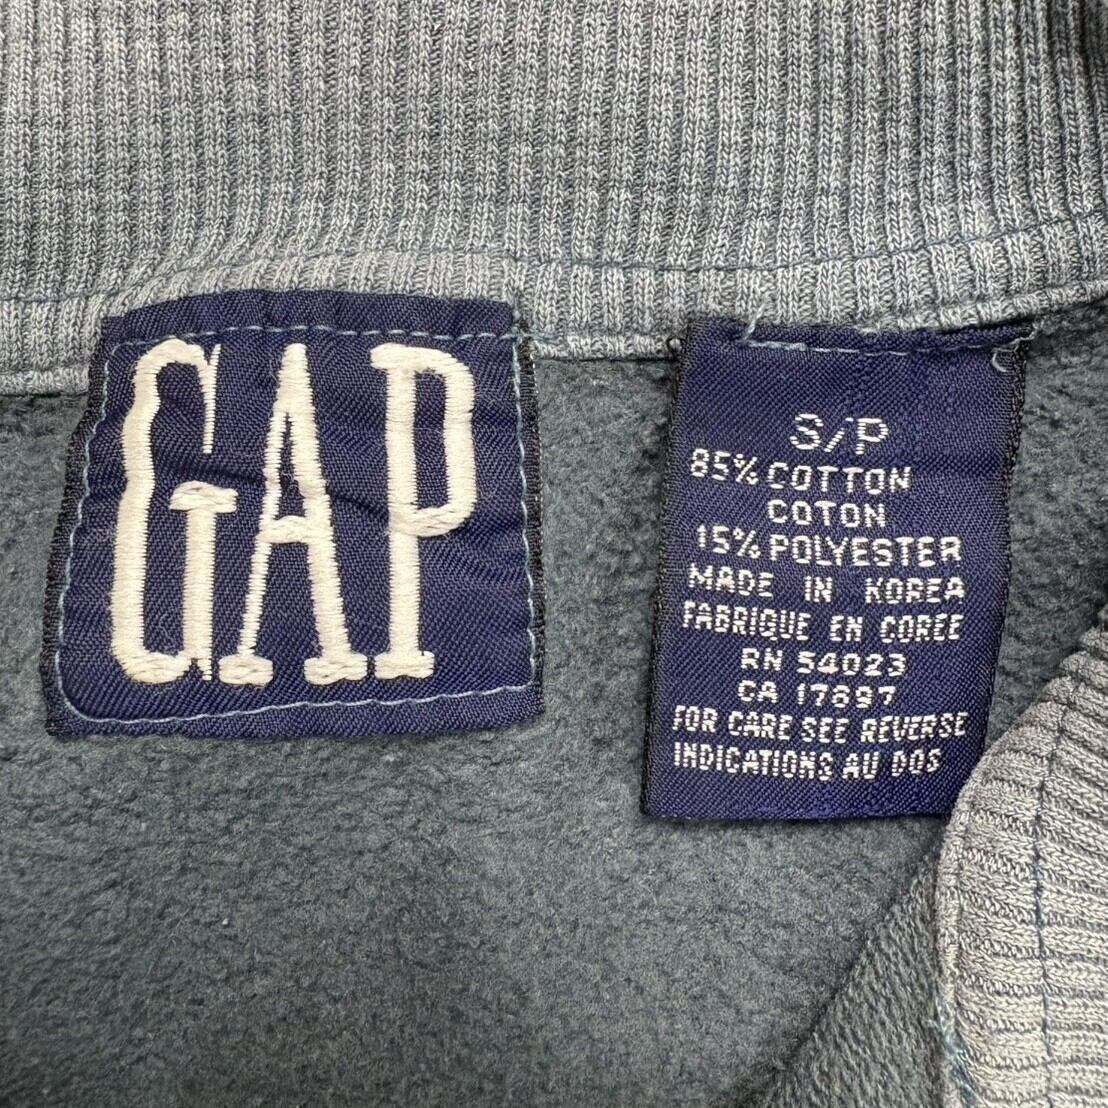 GAP
S/P
85% COTTON
COTON
15% POLYESTER
MADE IN KOREA
FABRIQUE EN COREE
RN 54023
CA 17897
FOR CARE SEE REVERSE
INDICATIONS AU DOS